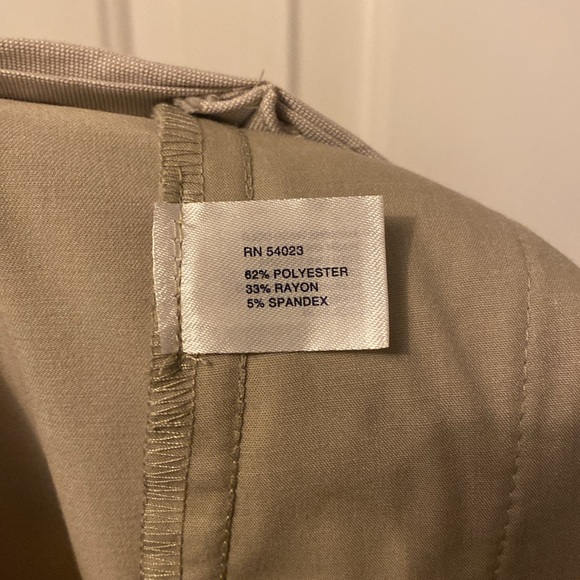 RN 54023
62% POLYESTER
33% RAYON
5% SPANDEX